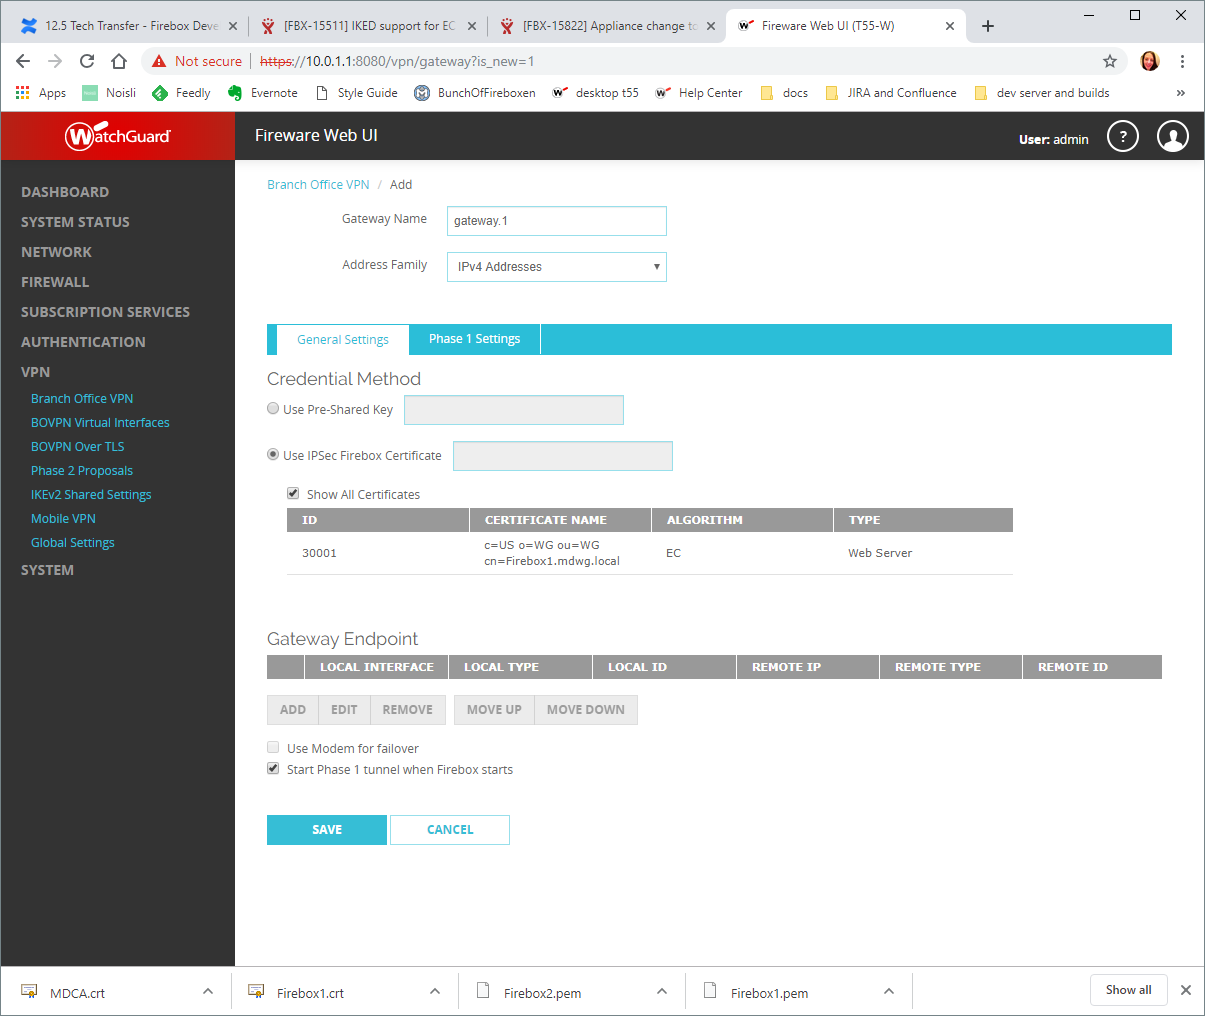 12.5 Tech Transfer - Firebox Deve
[FBX-15511] IKED support for EC
[FBX-15822] Appliance change to
Fireware Web UI (T55-W)
Not secure
https://10.0.1.1:8080/vpn/gateway?is_new=1
Apps
Noisli
Feedly
Evernote
Style Guide
BunchOfFireboxen
desktop t55
Help Center
docs
JIRA and Confluence
dev server and builds
»
WatchGuard
Fireware Web UI
User: admin
?
DASHBOARD
SYSTEM STATUS
NETWORK
FIREWALL
SUBSCRIPTION SERVICES
AUTHENTICATION
VPN
Branch Office VPN
BOVPN Virtual Interfaces
BOVPN Over TLS
Phase 2 Proposals
IKEv2 Shared Settings
Mobile VPN
Global Settings
SYSTEM
Branch Office VPN / Add
Gateway Name
gateway.1
Address Family
IPv4 Addresses
General Settings
Phase 1 Settings
Credential Method
Use Pre-Shared Key
Use IPSec Firebox Certificate
Show All Certificates
ID CERTIFICATE NAME ALGORITHM TYPE
30001 c=US o=WG ou=WG EC Web Server
cn=Firebox1.mdwg.local
Gateway Endpoint
LOCAL INTERFACE LOCAL TYPE LOCAL ID REMOTE IP REMOTE TYPE REMOTE ID
ADD EDIT REMOVE MOVE UP MOVE DOWN
Use Modem for failover
Start Phase 1 tunnel when Firebox starts
SAVE CANCEL
MDCA.crt
Firebox1.crt
Firebox2.pem
Firebox1.pem
Show all